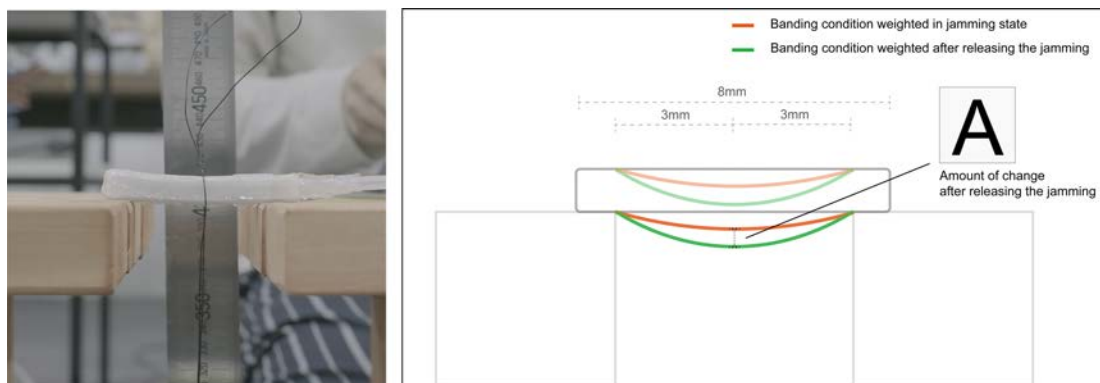 450
4
350
Banding condition weighted in jamming state
Banding condition weighted after releasing the jamming
8mm
3mm
3mm
A
Amount of change
after releasing the jamming